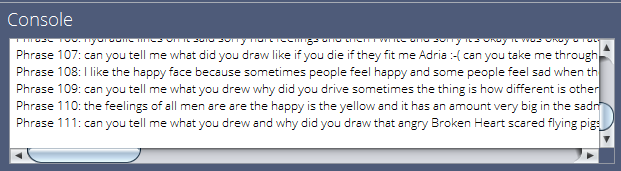 Console
Phrase 106: hydraulic lines on it said sorry hurt feelings and then I write and sorry it's okay it was okay a
Phrase 107: can you tell me what did you draw like if you die if they fit me Adria :-( can you take me through
Phrase 108: I like the happy face because sometimes people feel happy and some people feel sad when th
Phrase 109: can you tell me what you drew why did you drive sometimes the thing is how different is other
Phrase 110: the feelings of all men are are the happy is the yellow and it has an amount very big in the sadn
Phrase 111: can you tell me what you drew and why did you draw that angry Broken Heart scared flying pigs